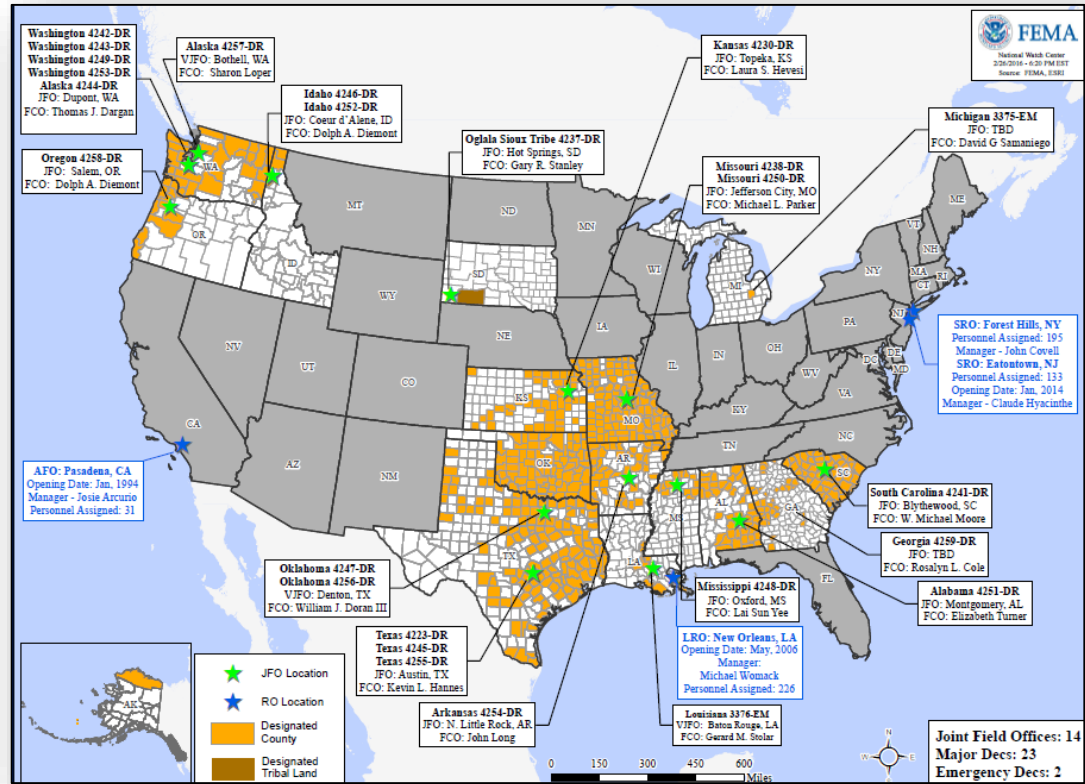 Washington 4242-DR
Washington 4243-DR
Washington 4249-DR
Washington 4253-DR
Alaska 4244-DR
JFO: Dupont, WA
FCO: Thomas J. Dargan
Alaska 4257-DR
VJFO: Bothell, WA
FCO: Sharon Loper
Kansas 4230-DR
JFO: Topeka, KS
FCO: Laura S. Hevesi
FEMA
National Watch Center
2/26/2016 - 6:20 PM EST
Source: FEMA, ESRI
Idaho 4246-DR
Idaho 4252-DR
JFO: Coeur d'Alene, ID
FCO: Dolph A. Diemont
Michigan 3375-EM
JFO: TBD
FCO: David G Samaniego
Oglala Sioux Tribe 4237-DR
JFO: Hot Springs, SD
FCO: Gary R. Stanley
Missouri 4238-DR
Missouri 4250-DR
JFO: Jefferson City, MO
FCO: Michael L. Parker
Oregon 4258-DR
JFO: Salem, OR
FCO: Dolph A. Diemont
WA
MT
ND
MN
ME
VT
NH
OR
ID
SD
WI
MI
NY
MA
RI
CT
WY
NE
IA
PA
NJ
NV
UT
CO
IL
IN
OH
DE
DC
MD
WV
VA
KS
MO
KY
CA
AZ
NM
OK
AR
TN
NC
SC
TX
LA
MS
AL
GA
FL
AK
SRO: Forest Hills, NY
Personnel Assigned: 195
Manager - John Covell
SRO: Eatontown, NJ
Personnel Assigned: 133
Opening Date: Jan, 2014
Manager - Claude Hyacinthe
AFO: Pasadena, CA
Opening Date: Jan, 1994
Manager - Josie Arcurio
Personnel Assigned: 31
South Carolina 4241-DR
JFO: Blythewood, SC
FCO: W. Michael Moore
Georgia 4259-DR
JFO: TBD
FCO: Rosalyn L. Cole
Oklahoma 4247-DR
Oklahoma 4256-DR
VJFO: Denton, TX
FCO: William J. Doran III
Mississippi 4248-DR
JFO: Oxford, MS
FCO: Lai Sun Yee
Alabama 4251-DR
JFO: Montgomery, AL
FCO: Elizabeth Turner
Texas 4223-DR
Texas 4245-DR
Texas 4255-DR
JFO: Austin, TX
FCO: Kevin L. Hannes
LRO: New Orleans, LA
Opening Date: May, 2006
Manager:
Michael Womack
Personnel Assigned: 226
Arkansas 4254-DR
JFO: N. Little Rock, AR
FCO: John Long
Louisiana 3376-EM
VJFO: Baton Rouge, LA
FCO: Gerard M. Stolar
JFO Location
RO Location
Designated
County
Designated
Tribal Land
0 150 300 450 600
Miles
N
W
E
S
Joint Field Offices: 14
Major Decs: 23
Emergency Decs: 2